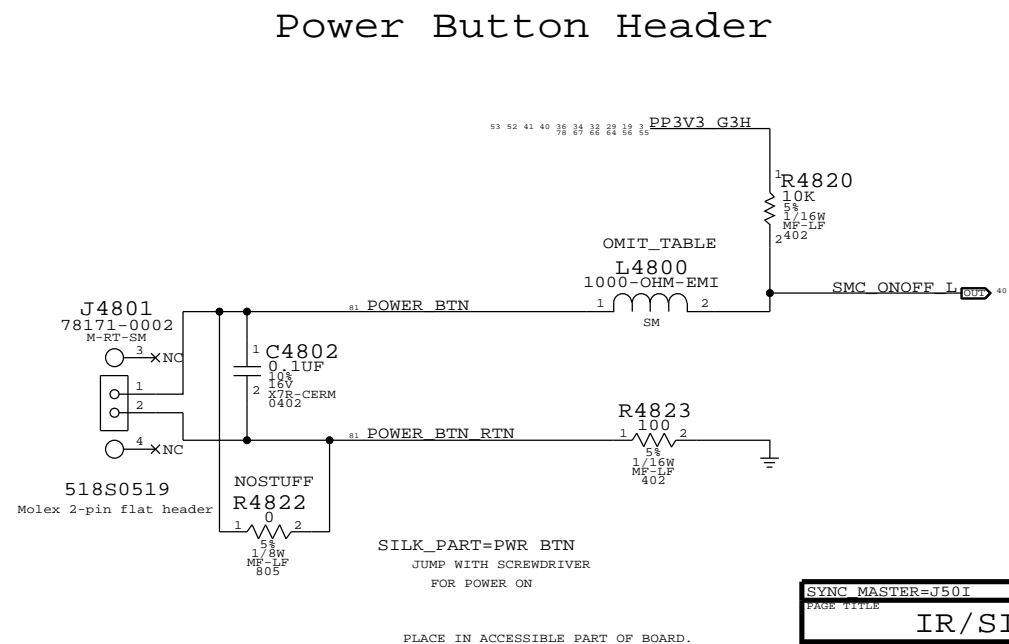 Power Button Header
53 52 41 40 36 34 32 29 19 3 PP3V3_G3H
78 67 66 64 56 55
1
R4820
10K
5%
1/16W
MF-LF
402
2
OMIT_TABLE
L4800
1000-OHM-EMI
1 2
SM
SMC_ONOFF_L OUT 40
J4801
78171-0002
M-RT-SM
3 NC
1
2
4 NC
518S0519
Molex 2-pin flat header
81 POWER_BTN
1 C4802
0.1UF
10%
16V
2 X7R-CERM
0402
81 POWER_BTN_RTN
R4823
100
1 2
5%
1/16W
MF-LF
402
NOSTUFF
R4822
0
1 2
5%
1/8W
MF-LF
805
SILK_PART=PWR BTN
JUMP WITH SCREWDRIVER
FOR POWER ON
PLACE IN ACCESSIBLE PART OF BOARD.
SYNC_MASTER=J50I
PAGE TITLE
IR/SI